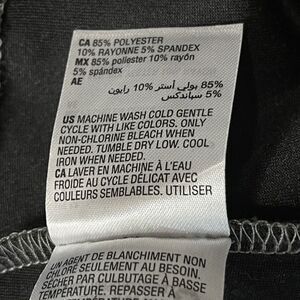 CA 85% POLYESTER
10% RAYONNE 5% SPANDEX
MX 85% poliester 10% rayón
5% spándex
AE
85% بولي أستر 10% رايون
5% سباندكس
US MACHINE WASH COLD GENTLE
CYCLE WITH LIKE COLORS. ONLY
NON-CHLORINE BLEACH WHEN
NEEDED. TUMBLE DRY LOW. COOL
IRON WHEN NEEDED.
CA LAVER EN MACHINE À L'EAU
FROIDE AU CYCLE DÉLICAT AVEC
COULEURS SEMBLABLES. UTILISER
UN AGENT DE BLANCHIMENT NON
CHLORÉ SEULEMENT AU BESOIN.
SÉCHER PAR CULBUTAGE À BASSE
TEMPÉRATURE. REPASSER À